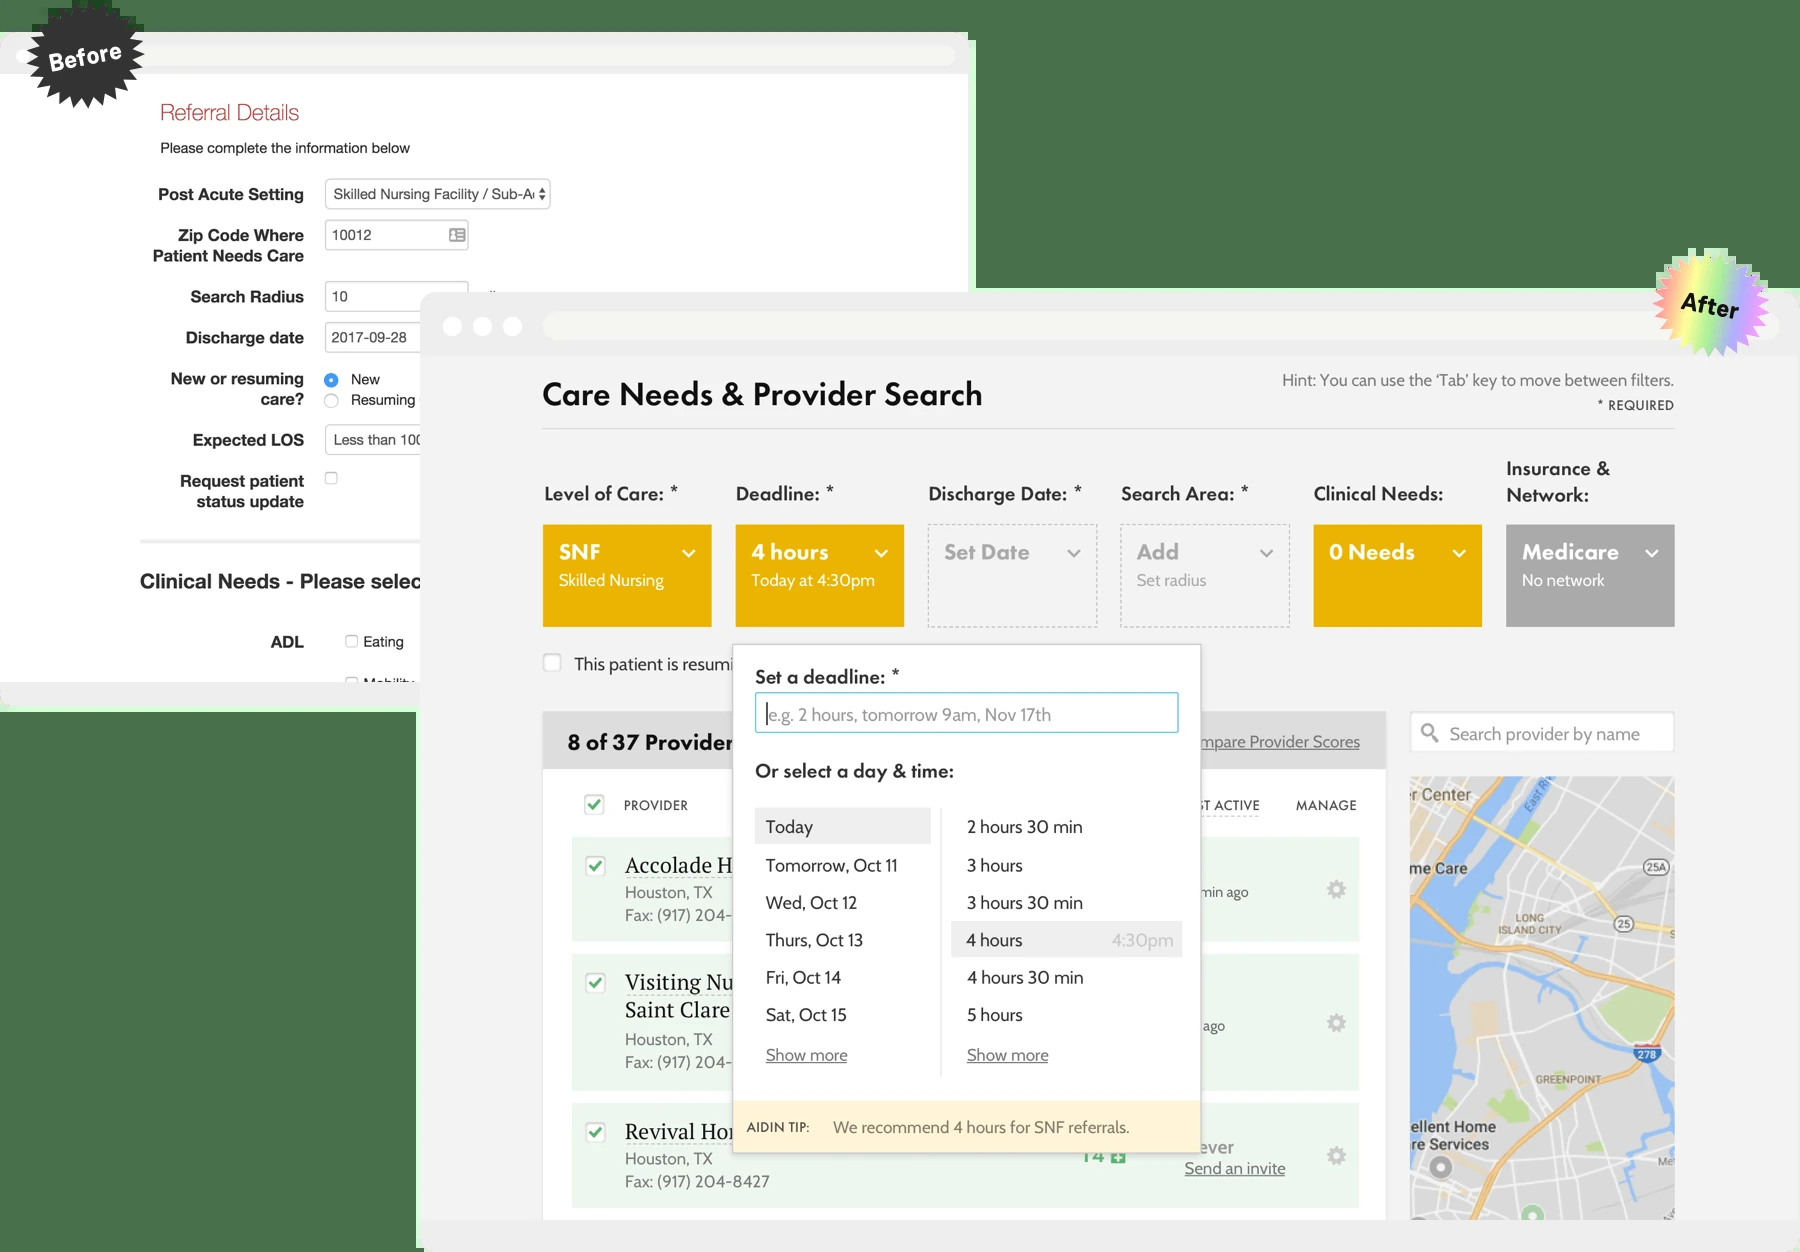 Before
Referral Details
Please complete the information below
Post Acute Setting
Skilled Nursing Facility / Sub-A
Zip Code Where
Patient Needs Care
10012
Search Radius
10
Discharge date
2017-09-28
New or resuming
care?
New
Resuming
Expected LOS
Less than 100
Request patient
status update
Clinical Needs - Please selec
ADL
Eating
Mobility
After
Care Needs & Provider Search
Hint: You can use the ‘Tab’ key to move between filters.
* REQUIRED
Level of Care: *
SNF
Skilled Nursing
Deadline: *
4 hours
Today at 4:30pm
Discharge Date: *
Set Date
Search Area: *
Add
Set radius
Clinical Needs:
0 Needs
Insurance &
Network:
Medicare
No network
This patient is resumi
Set a deadline: *
e.g. 2 hours, tomorrow 9am, Nov 17th
Or select a day & time:
Today
Tomorrow, Oct 11
Wed, Oct 12
Thurs, Oct 13
Fri, Oct 14
Sat, Oct 15
Show more
2 hours 30 min
3 hours
3 hours 30 min
4 hours 4:30pm
4 hours 30 min
5 hours
Show more
AIDIN TIP: We recommend 4 hours for SNF referrals.
8 of 37 Provider
mpare Provider Scores
PROVIDER
ST ACTIVE
MANAGE
Accolade H
Houston, TX
Fax: (917) 204-
min ago
Visiting Nu
Saint Clare
Houston, TX
Fax: (917) 204-
ago
Revival Ho
Houston, TX
Fax: (917) 204-8427
14
ever
Send an invite
Search provider by name
r Center
East Ri
me Care
25A
LONG
ISLAND CITY
25
278
GREENPOINT
ellent Home
re Services
Me